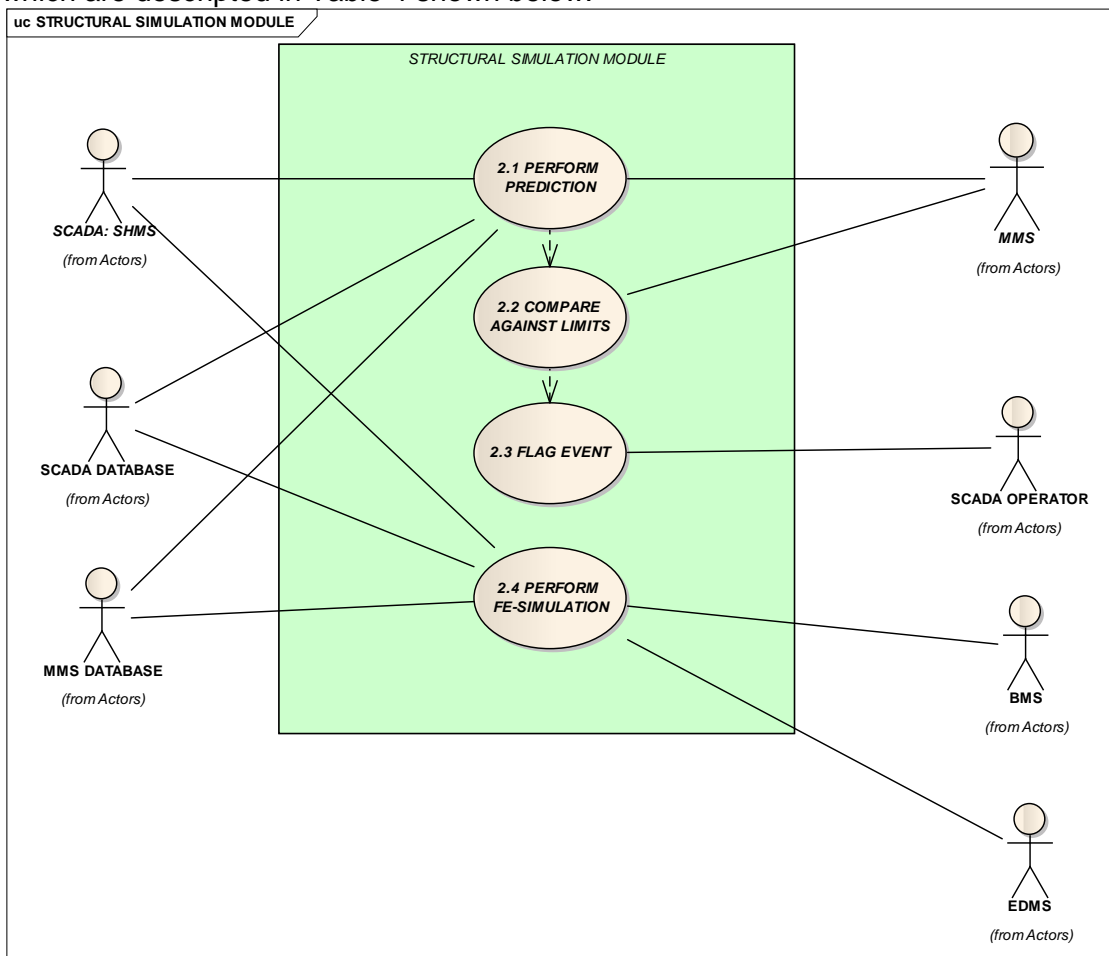 which are descripted in Table 4 shown below.
uc STRUCTURAL SIMULATION MODULE
STRUCTURAL SIMULATION MODULE
SCADA: SHMS
(from Actors)
2.1 PERFORM
PREDICTION
MMS
(from Actors)
2.2 COMPARE
AGAINST LIMITS
SCADA DATABASE
(from Actors)
2.3 FLAG EVENT
SCADA OPERATOR
(from Actors)
MMS DATABASE
(from Actors)
2.4 PERFORM
FE-SIMULATION
BMS
(from Actors)
EDMS
(from Actors)